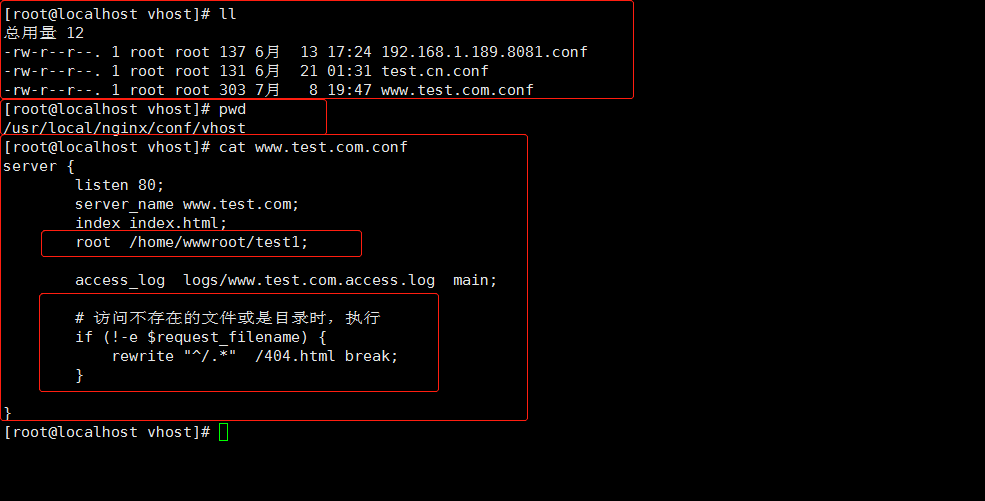 [root@localhost vhost]# ll
总用量 12
-rw-r--r--. 1 root root 137 6月  13 17:24 192.168.1.189.8081.conf
-rw-r--r--. 1 root root 131 6月  21 01:31 test.cn.conf
-rw-r--r--. 1 root root 303 7月   8 19:47 www.test.com.conf
[root@localhost vhost]# pwd
/usr/local/nginx/conf/vhost
[root@localhost vhost]# cat www.test.com.conf
server {
        listen 80;
        server_name www.test.com;
        index index.html;
        root  /home/wwwroot/test1;
        access_log  logs/www.test.com.access.log  main;
        # 访问不存在的文件或是目录时，执行
        if (!-e $request_filename) {
            rewrite "^/.*"  /404.html break;
        }
}
[root@localhost vhost]#